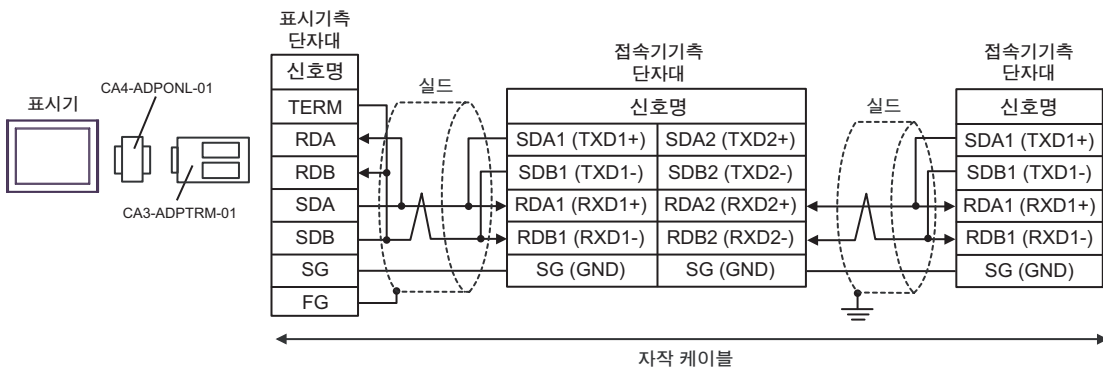 표시기
CA4-ADPONL-01
CA3-ADPTRM-01
표시기측
단자대
신호명
TERM
RDA
RDB
SDA
SDB
SG
FG
실드
접속기기측
단자대
신호명
SDA1 (TXD1+) SDA2 (TXD2+)
SDB1 (TXD1-) SDB2 (TXD2-)
RDA1 (RXD1+) RDA2 (RXD2+)
RDB1 (RXD1-) RDB2 (RXD2-)
SG (GND) SG (GND)
실드
접속기기측
단자대
신호명
SDA1 (TXD1+)
SDB1 (TXD1-)
RDA1 (RXD1+)
RDB1 (RXD1-)
SG (GND)
자작 케이블